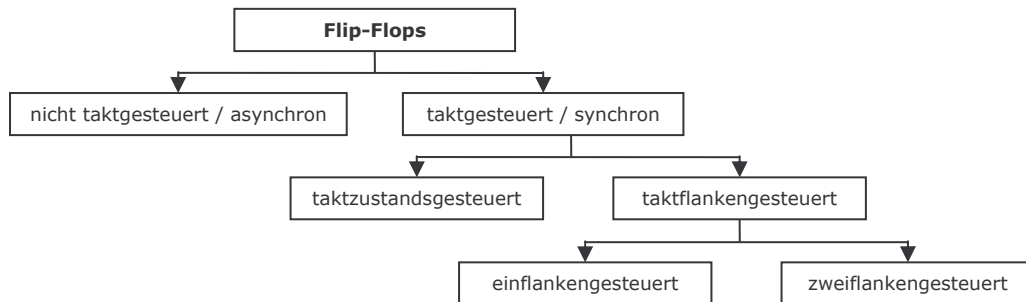 Flip-Flops
nicht taktgesteuert / asynchron
taktgesteuert / synchron
taktzustandsgesteuert
taktflankengesteuert
einflankengesteuert
zweiflankengesteuert